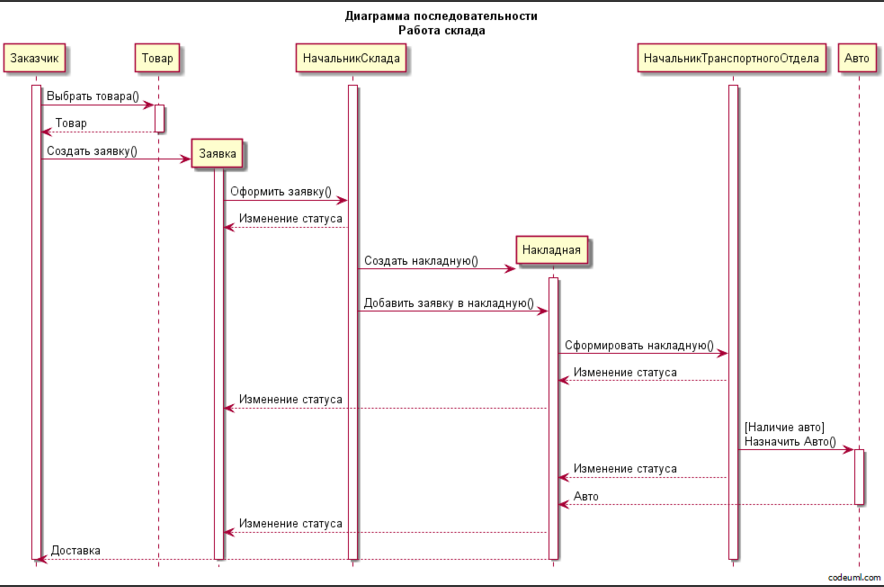 Диаграмма последовательности
Работа склада
Заказчик
Товар
НачальникСклада
НачальникТранспортногоОтдела
Авто
Выбрать товара()
Товар
Создать заявку()
Заявка
Оформить заявку()
Изменение статуса
Накладная
Создать накладную()
Добавить заявку в накладную()
Сформировать накладную()
Изменение статуса
Изменение статуса
[Наличие авто]
Назначить Авто()
Изменение статуса
Авто
Изменение статуса
Доставка
codeuml.com